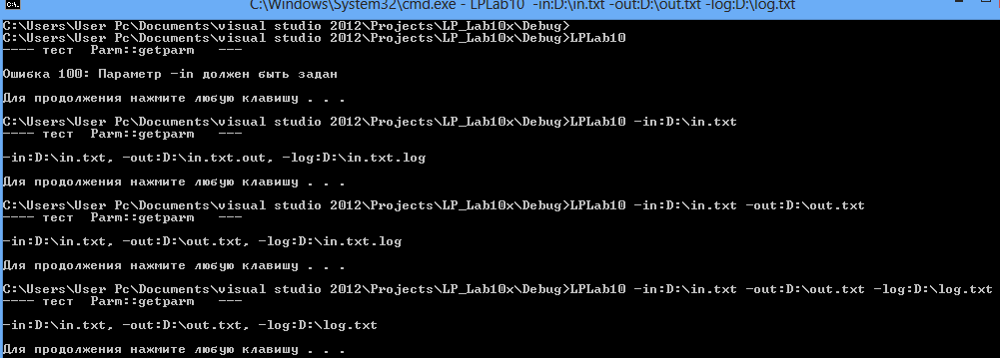 C:\Windows\System32\cmd.exe - LPLab10 -in:D:\in.txt -out:D:\out.txt -log:D:\log.txt
C:\Users\User Pc\Documents\visual studio 2012\Projects\LP_Lab10x\Debug>
C:\Users\User Pc\Documents\visual studio 2012\Projects\LP_Lab10x\Debug>LPLab10
---- тест  Parm::getparm   ---
Ошибка 100: Параметр -in должен быть задан
Для продолжения нажмите любую клавишу . . .
C:\Users\User Pc\Documents\visual studio 2012\Projects\LP_Lab10x\Debug>LPLab10 -in:D:\in.txt
---- тест  Parm::getparm   ---
-in:D:\in.txt, -out:D:\in.txt.out, -log:D:\in.txt.log
Для продолжения нажмите любую клавишу . . .
C:\Users\User Pc\Documents\visual studio 2012\Projects\LP_Lab10x\Debug>LPLab10 -in:D:\in.txt -out:D:\out.txt
---- тест  Parm::getparm   ---
-in:D:\in.txt, -out:D:\out.txt, -log:D:\in.txt.log
Для продолжения нажмите любую клавишу . . .
C:\Users\User Pc\Documents\visual studio 2012\Projects\LP_Lab10x\Debug>LPLab10 -in:D:\in.txt -out:D:\out.txt -log:D:\log.txt
---- тест  Parm::getparm   ---
-in:D:\in.txt, -out:D:\out.txt, -log:D:\log.txt
Для продолжения нажмите любую клавишу . . .